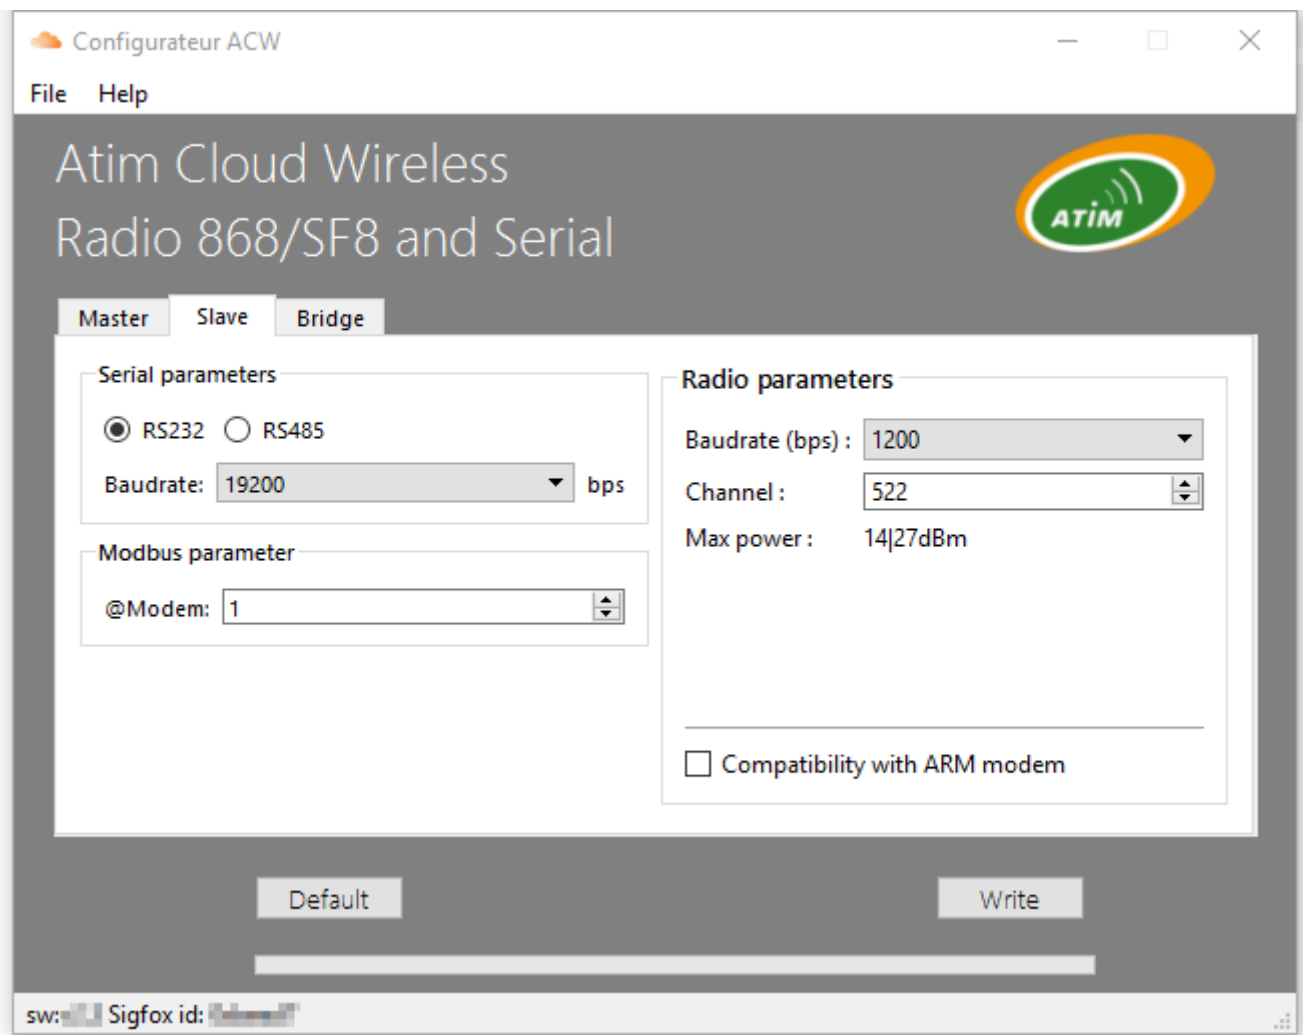 Configurateur ACW
File Help
Atim Cloud Wireless
Radio 868/SF8 and Serial
ATiM
Master Slave Bridge
Serial parameters
RS232 RS485
Baudrate: 19200 bps
Modbus parameter
@Modem: 1
Radio parameters
Baudrate (bps) : 1200
Channel : 522
Max power : 14|27dBm
Compatibility with ARM modem
Default Write
sw: Sigfox id: